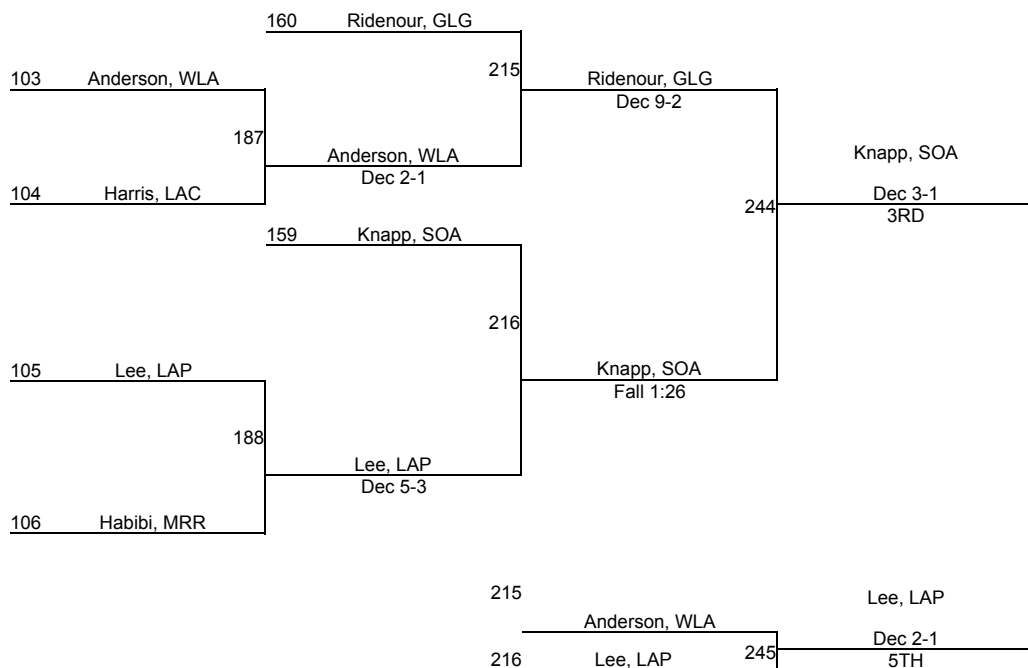 160 Ridenour, GLG
103 Anderson, WLA
215
Ridenour, GLG
Dec 9-2
187
Anderson, WLA
Dec 2-1
104 Harris, LAC
Knapp, SOA
244
Dec 3-1
3RD
159 Knapp, SOA
216
105 Lee, LAP
Knapp, SOA
Fall 1:26
188
Lee, LAP
Dec 5-3
106 Habibi, MRR
215
Anderson, WLA
Lee, LAP
216 Lee, LAP
245
Dec 2-1
5TH